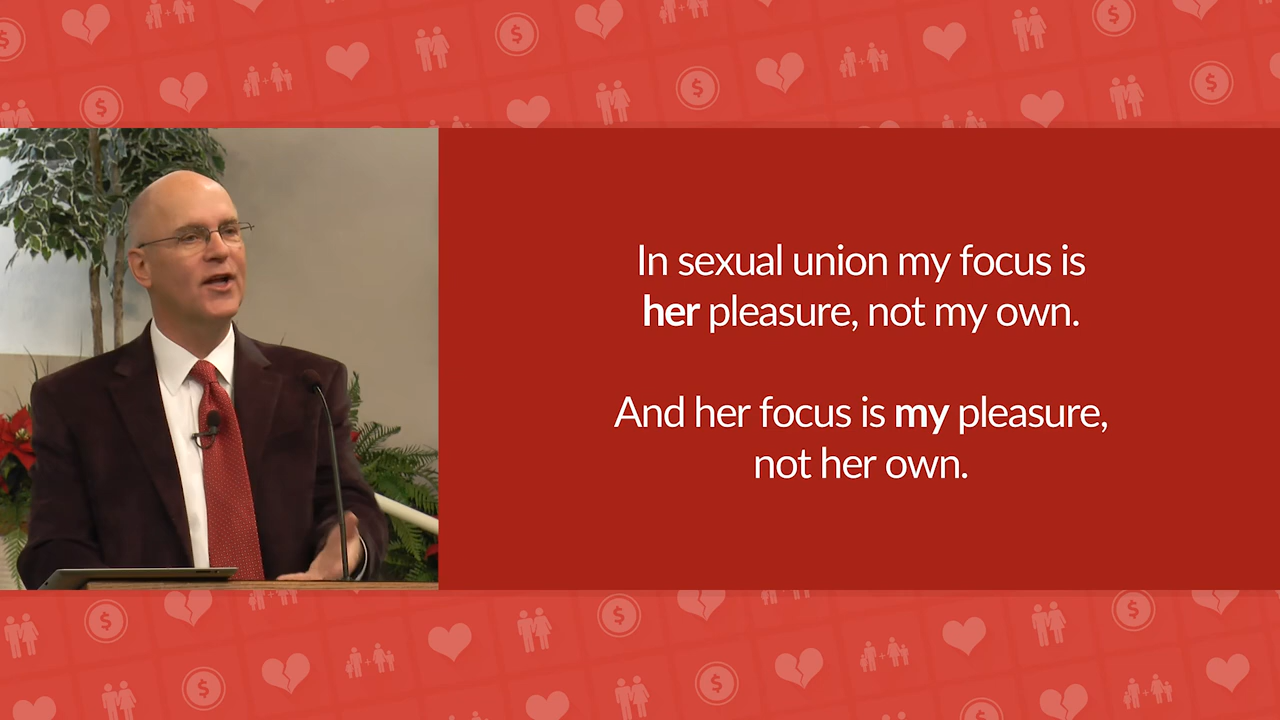 In sexual union my focus is
her pleasure, not my own.
And her focus is my pleasure,
not her own.